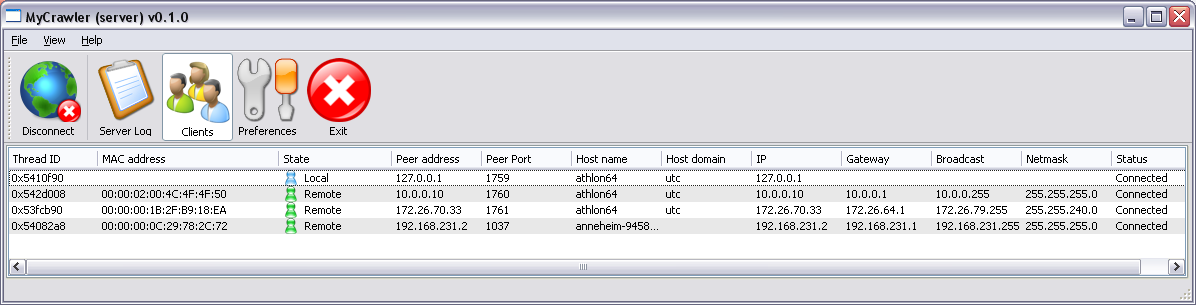 MyCrawler (server) v0.1.0
File View Help
Disconnect Server Log Clients Preferences Exit
Thread ID MAC address State Peer address Peer Port Host name Host domain IP Gateway Broadcast Netmask Status
0x5410f90 Local 127.0.0.1 1759 athlon64 utc 127.0.0.1 Connected
0x542d008 00:00:02:00:4C:4F:4F:50 Remote 10.0.0.10 1760 athlon64 utc 10.0.0.10 10.0.0.1 10.0.0.255 255.255.255.0 Connected
0x53fcb90 00:00:00:1B:2F:B9:18:EA Remote 172.26.70.33 1761 athlon64 utc 172.26.70.33 172.26.64.1 172.26.79.255 255.255.240.0 Connected
0x54082a8 00:00:00:0C:29:78:2C:72 Remote 192.168.231.2 1037 anneheim-9458... 192.168.231.2 192.168.231.1 192.168.231.255 255.255.255.0 Connected